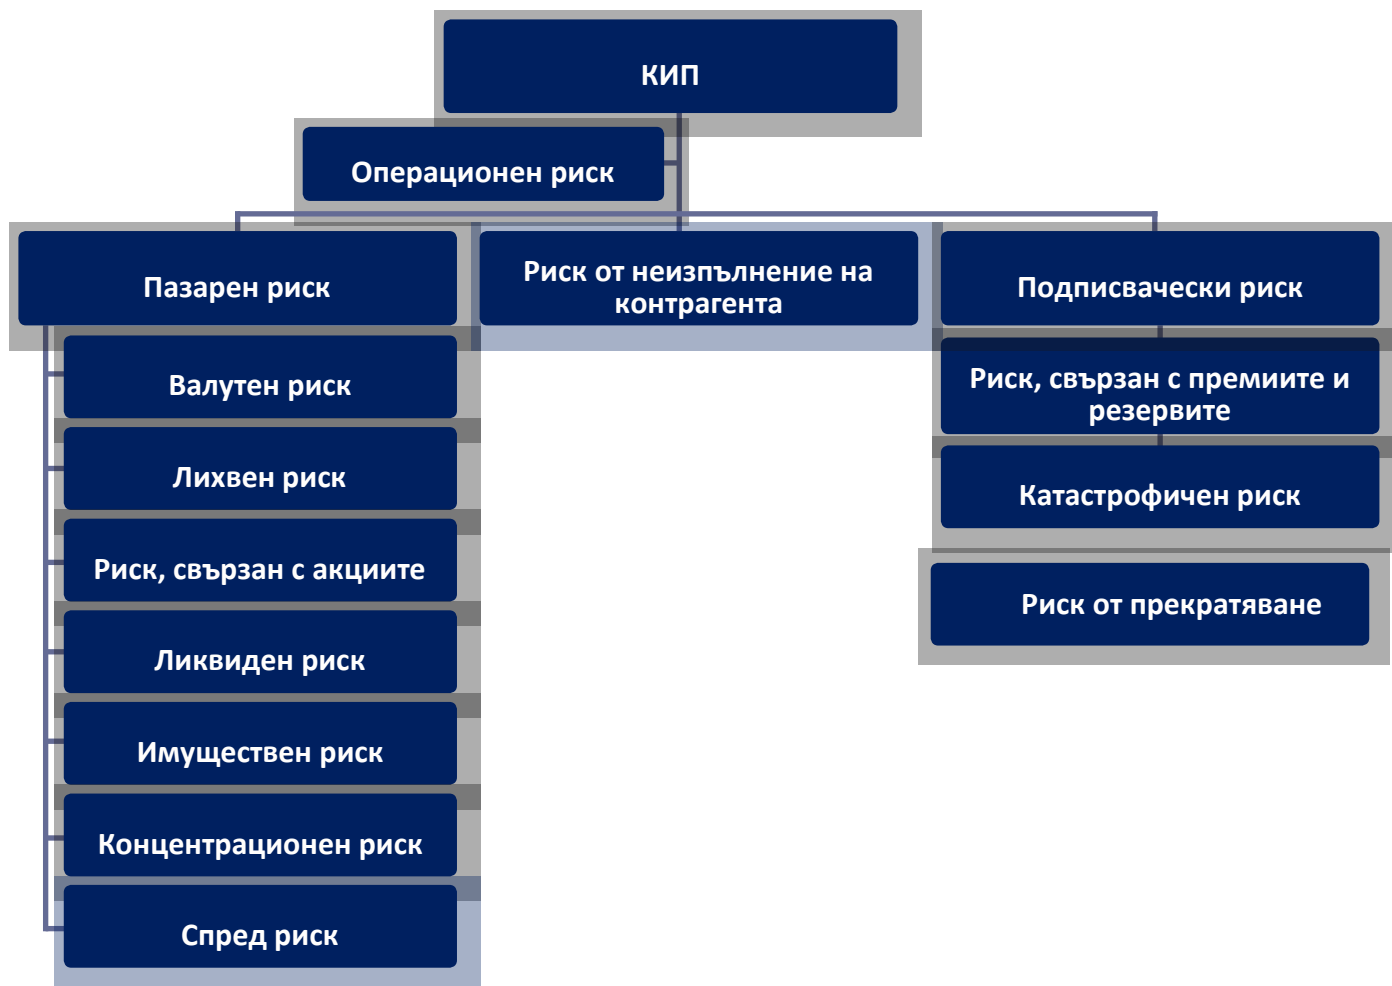 КИП
Операционен риск
Пазарен риск
Риск от неизпълнение на
контрагента
Подписвачески риск
Валутен риск
Лихвен риск
Риск, свързан с акциите
Ликвиден риск
Имуществен риск
Концентрационен риск
Спред риск
Риск, свързан с премиите и
резервите
Катастрофичен риск
Риск от прекратяване